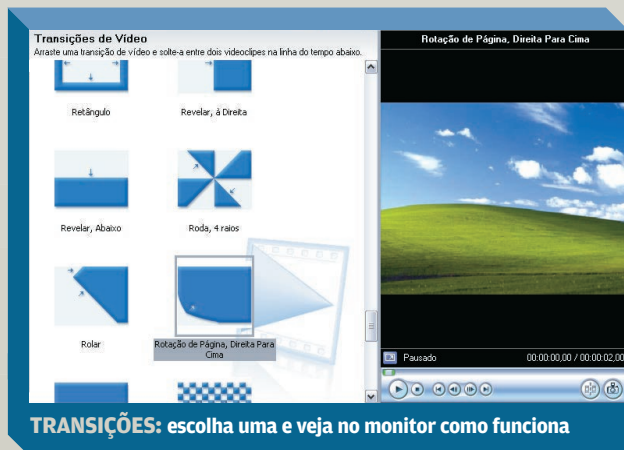 Transições de Vídeo
Arraste uma transição de vídeo e solte-a entre dois videoclipes na linha do tempo abaixo.
Retângulo
Revelar, à Direita
Revelar, Abaixo
Roda, 4 raios
Rolar
Rotação de Página, Direita Para
Cima
Rotação de Página, Direita Para Cima
Pausado
00:00:00,00 / 00:00:02,00
TRANSIÇÕES: escolha uma e veja no monitor como funciona